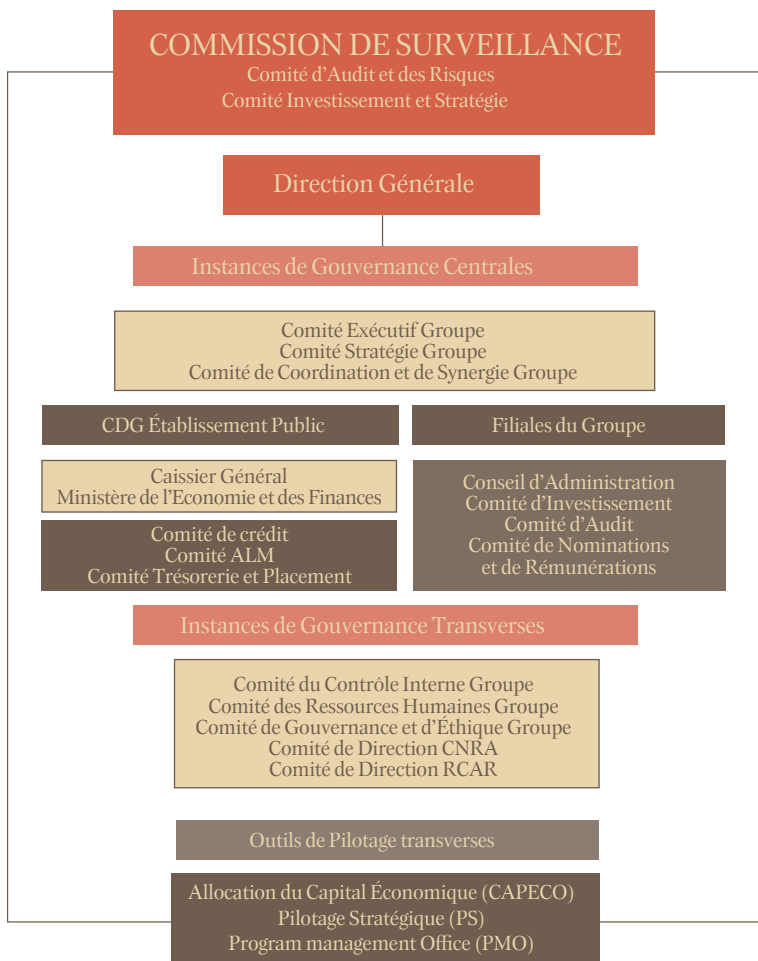 COMMISSION DE SURVEILLANCE
Comité d'Audit et des Risques
Comité Investissement et Stratégie
Direction Générale
Instances de Gouvernance Centrales
Comité Exécutif Groupe
Comité Stratégie Groupe
Comité de Coordination et de Synergie Groupe
CDG Établissement Public
Caissier Général
Ministère de l'Economie et des Finances
Comité de crédit
Comité ALM
Comité Trésorerie et Placement
Filiales du Groupe
Conseil d'Administration
Comité d'Investissement
Comité d'Audit
Comité de Nominations
et de Rémunérations
Instances de Gouvernance Transverses
Comité du Contrôle Interne Groupe
Comité des Ressources Humaines Groupe
Comité de Gouvernance et d'Éthique Groupe
Comité de Direction CNRA
Comité de Direction RCAR
Outils de Pilotage transverses
Allocation du Capital Économique (CAPECO)
Pilotage Stratégique (PS)
Program management Office (PMO)